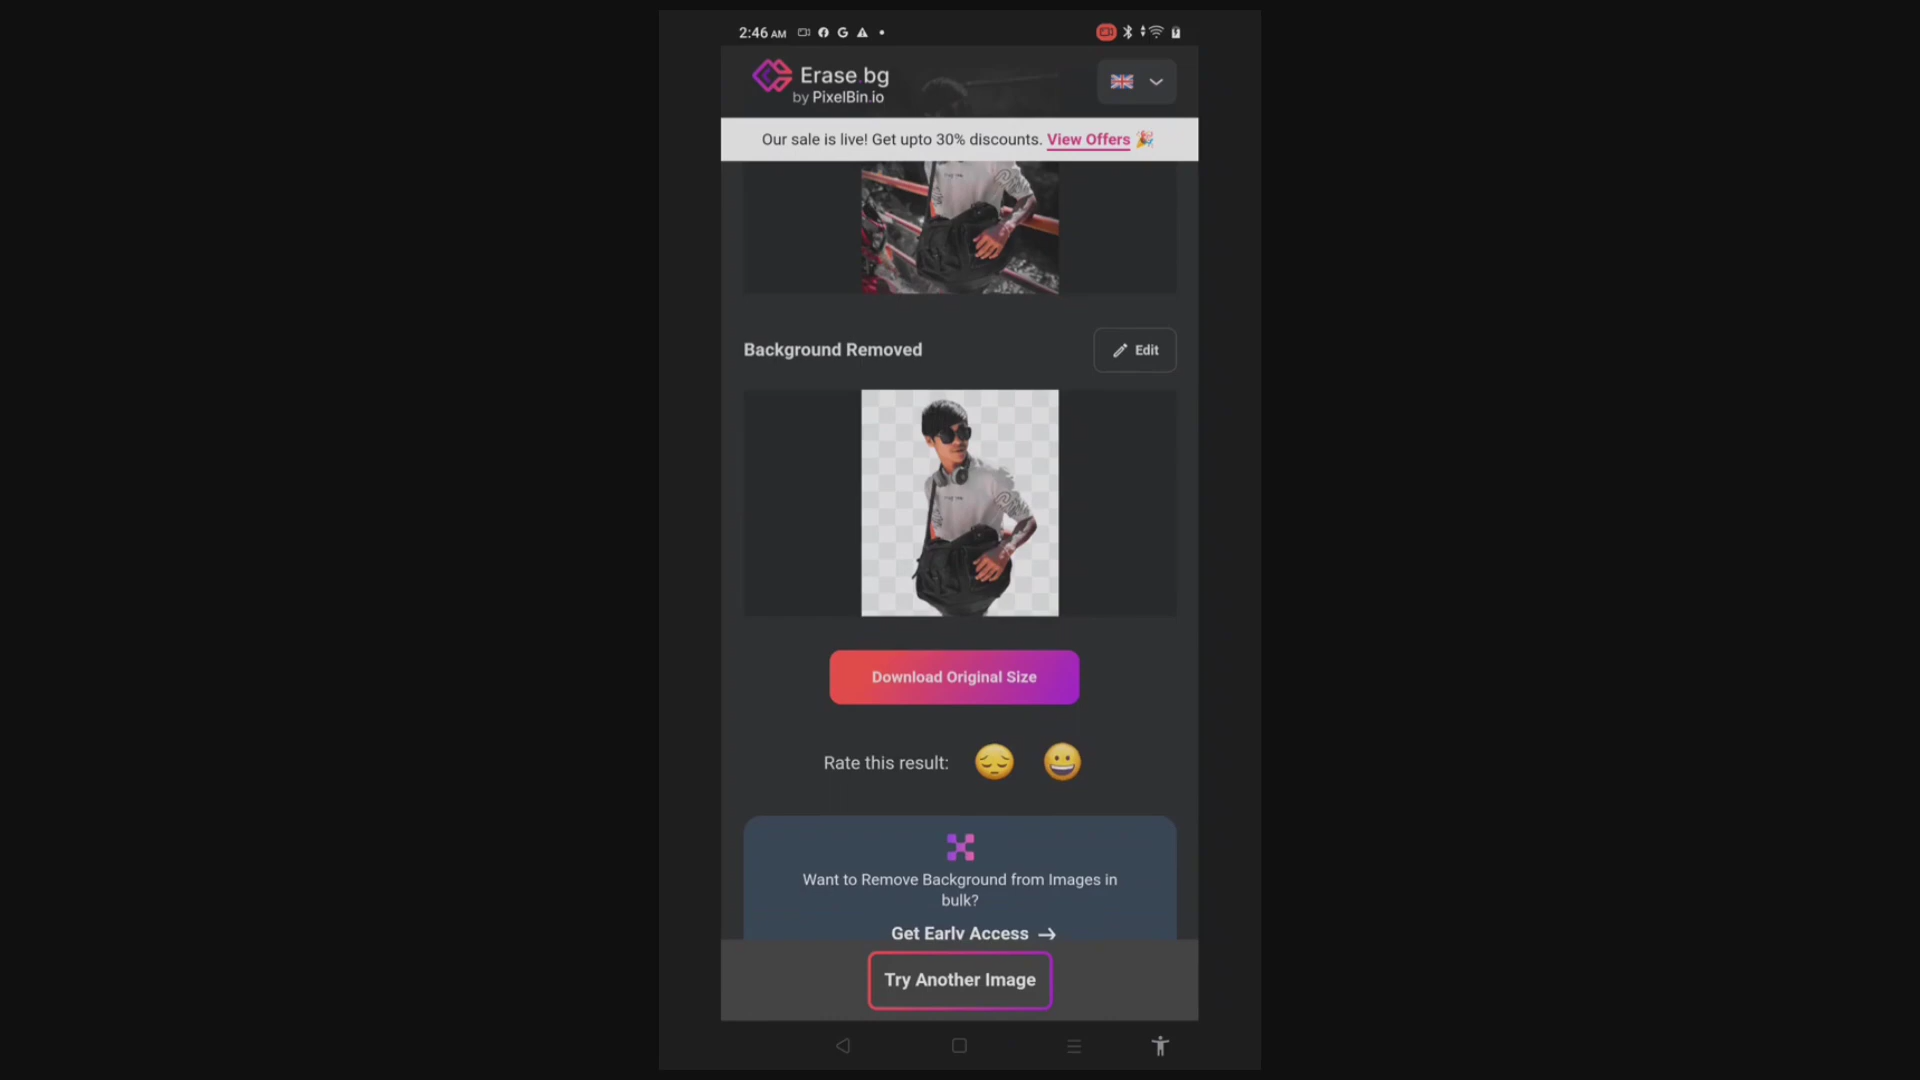 2:46 AM
Erase.bg
by PixelBin.io
Our sale is live! Get upto 30% discounts. View Offers 🎉
Background Removed
Edit
Download Original Size
Rate this result:
Want to Remove Background from Images in
bulk?
Get Early Access →
Try Another Image